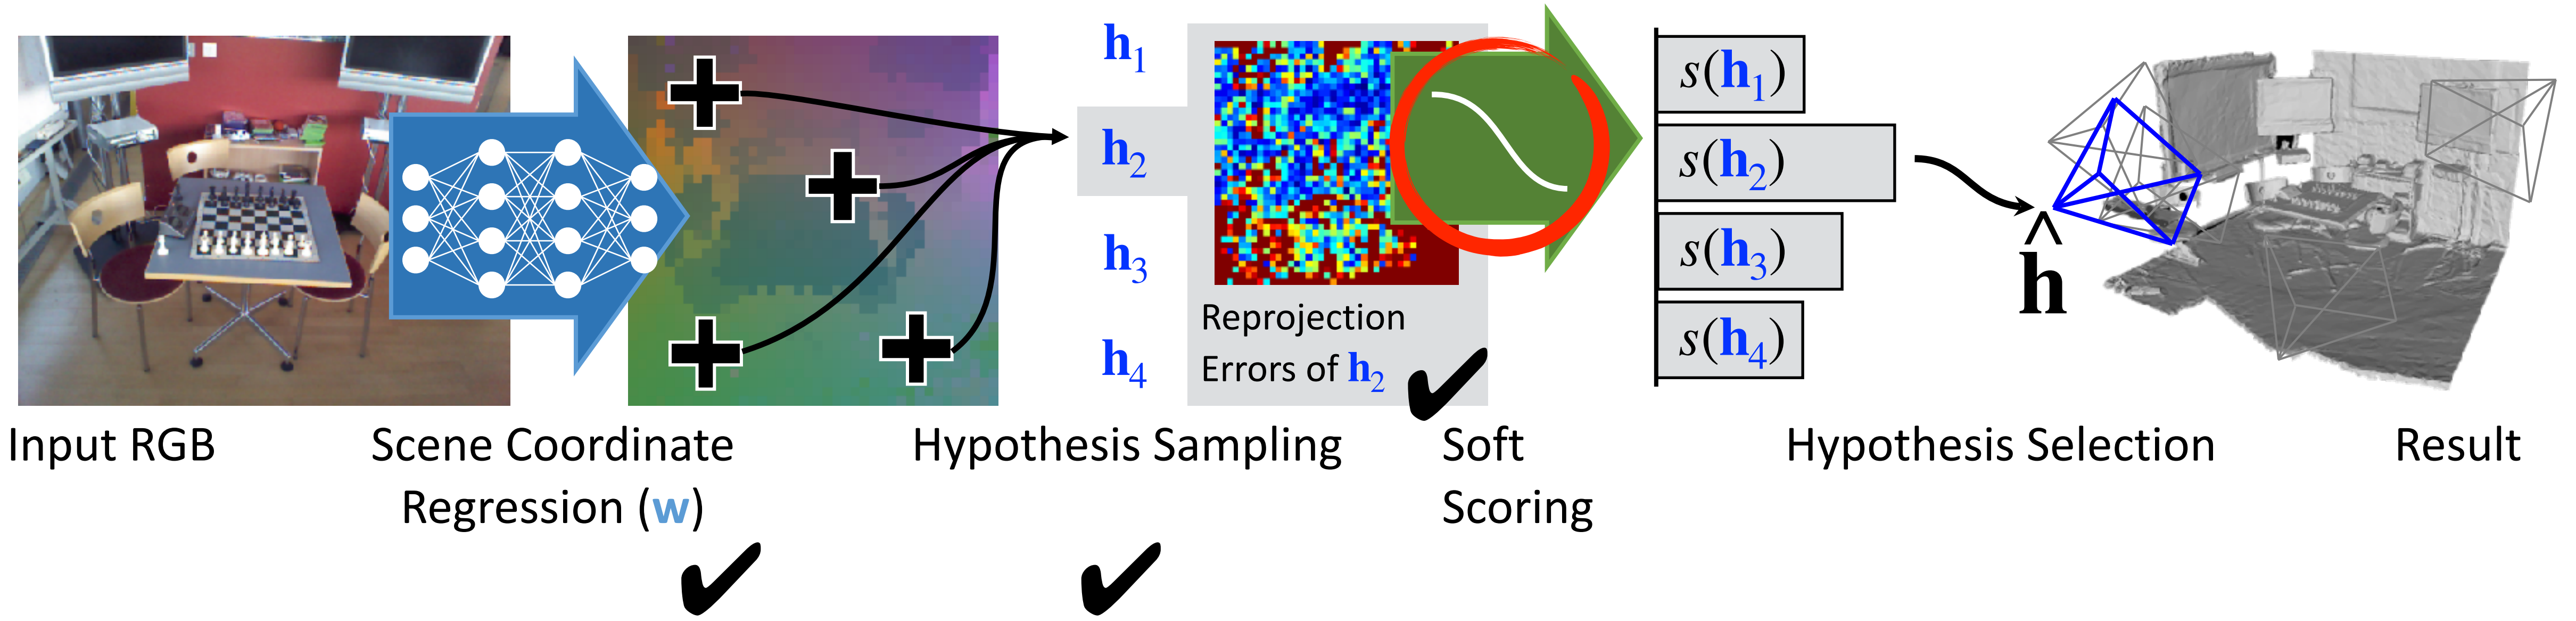 h1
h2
h3
h4
Reprojection
Errors of h2
s(h1)
s(h2)
s(h3)
s(h4)
ĥ
Input RGB
Scene Coordinate
Regression (w)
Hypothesis Sampling
Soft
Scoring
Hypothesis Selection
Result